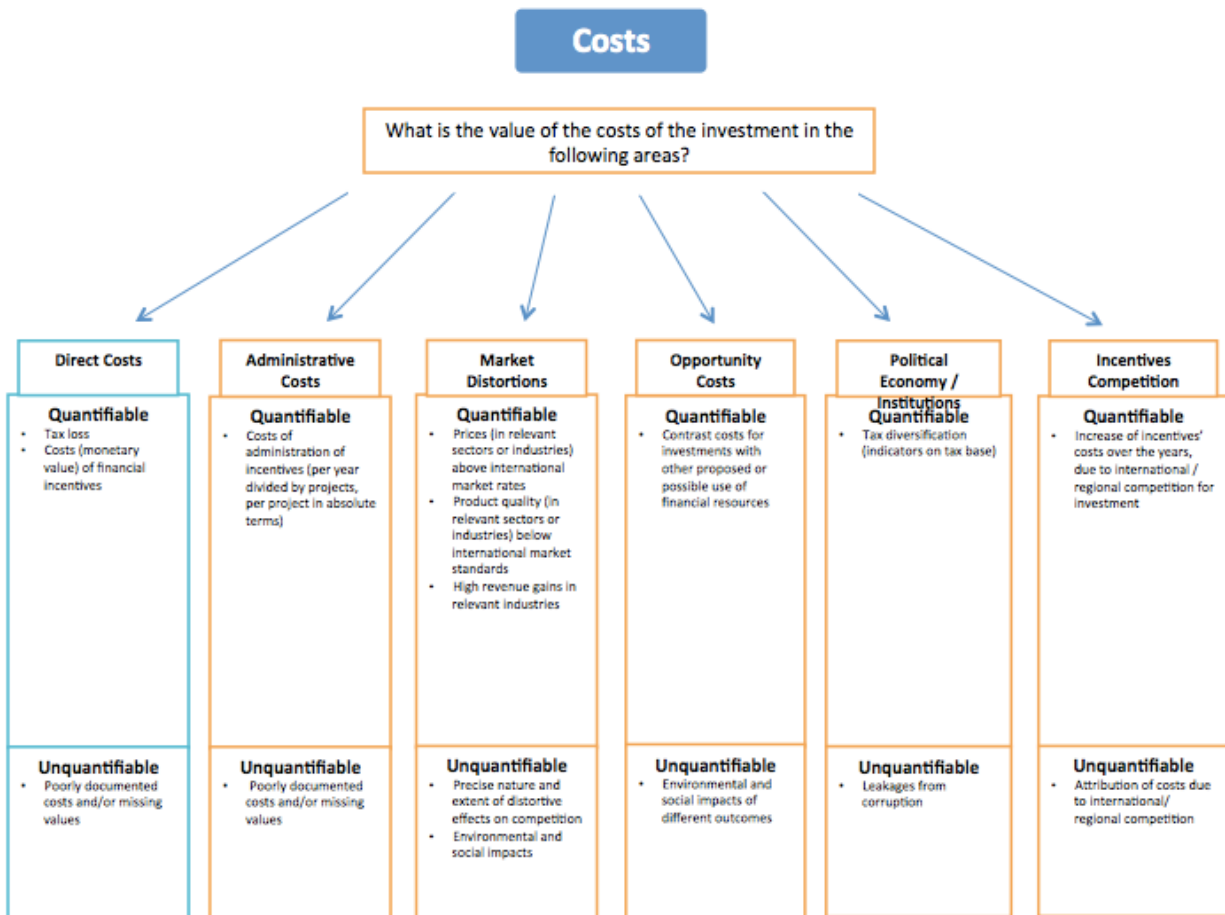 Costs
What is the value of the costs of the investment in the
following areas?
Direct Costs
Quantifiable
• Tax loss
• Costs (monetary
value) of financial
incentives
Unquantifiable
• Poorly documented
costs and/or missing
values
Administrative
Costs
Quantifiable
• Costs of
administration of
incentives (per year
divided by projects,
per project in absolute
terms)
Unquantifiable
• Poorly documented
costs and/or missing
values
Market
Distortions
Quantifiable
• Prices (in relevant
sectors or industries)
above international
market rates
• Product quality (in
relevant sectors or
industries) below
international market
standards
• High revenue gains in
relevant industries
Unquantifiable
• Precise nature and
extent of distortive
effects on competition
• Environmental and
social impacts
Opportunity
Costs
Quantifiable
• Contrast costs for
investments with
other proposed or
possible use of
financial resources
Unquantifiable
• Environmental and
social impacts of
different outcomes
Political
Economy /
Institutions
Quantifiable
• Tax diversification
(indicators on tax base)
Unquantifiable
• Leakages from
corruption
Incentives
Competition
Quantifiable
• Increase of incentives'
costs over the years,
due to international /
regional competition for
investment
Unquantifiable
• Attribution of costs due
to international/
regional competition